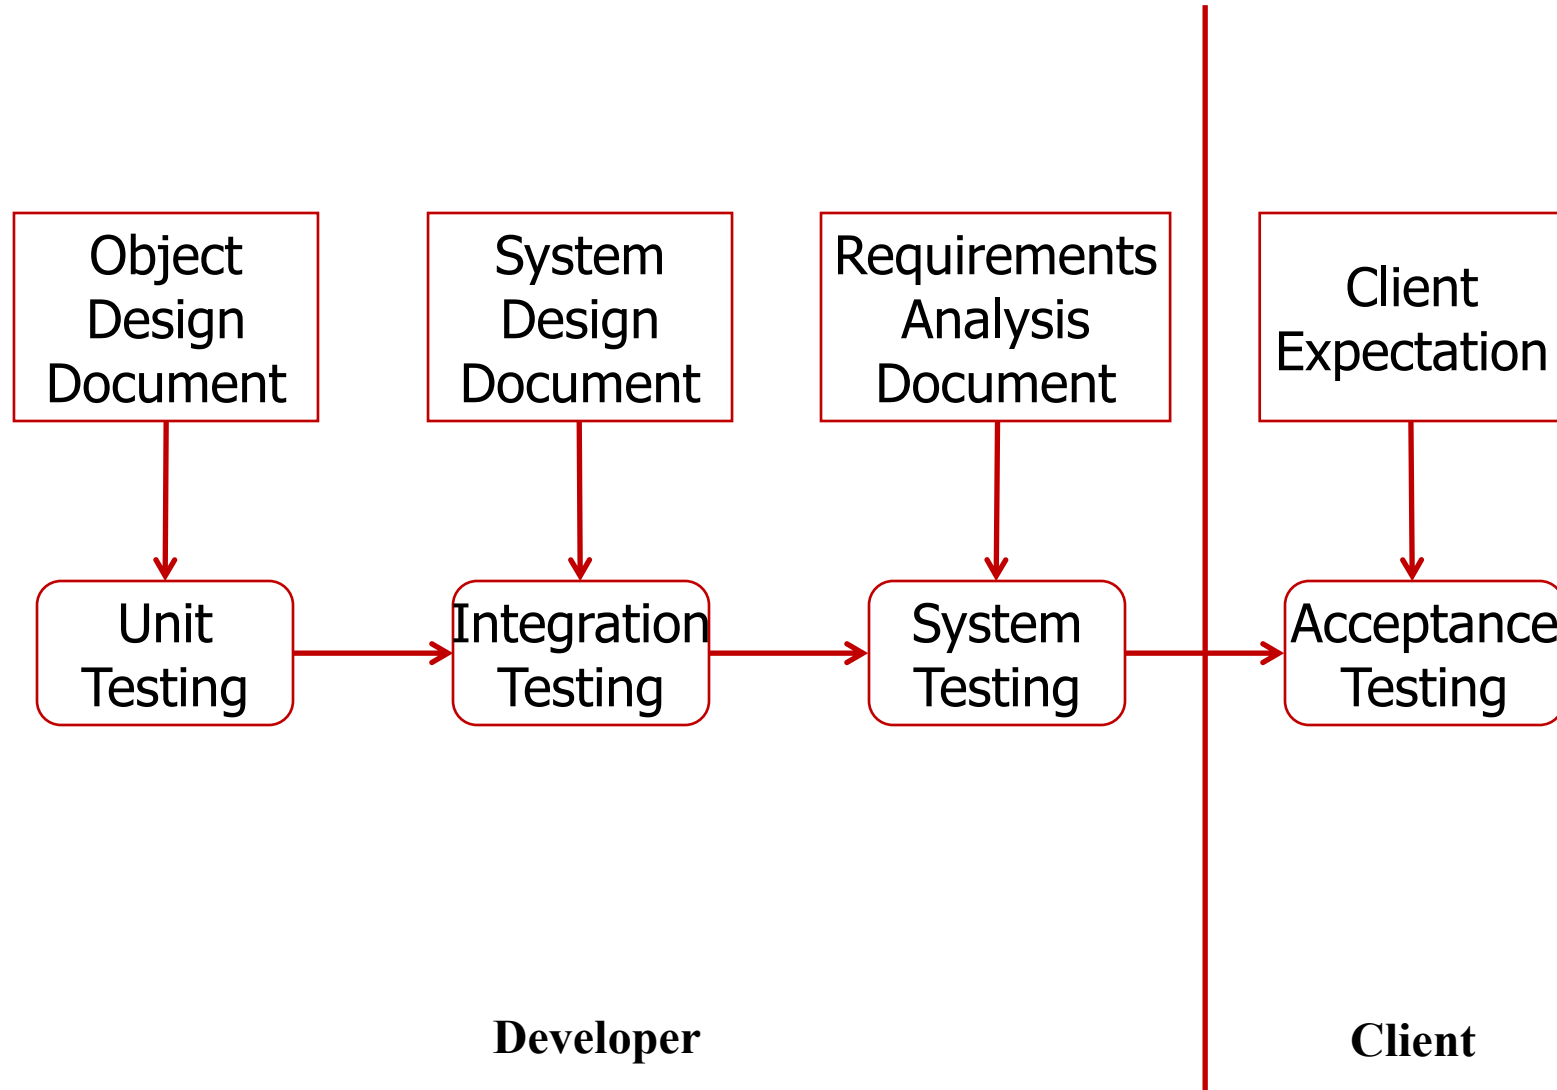 Object
Design
Document
System
Design
Document
Requirements
Analysis
Document
Client
Expectation
Unit
Testing
Integration
Testing
System
Testing
Acceptance
Testing
Developer
Client